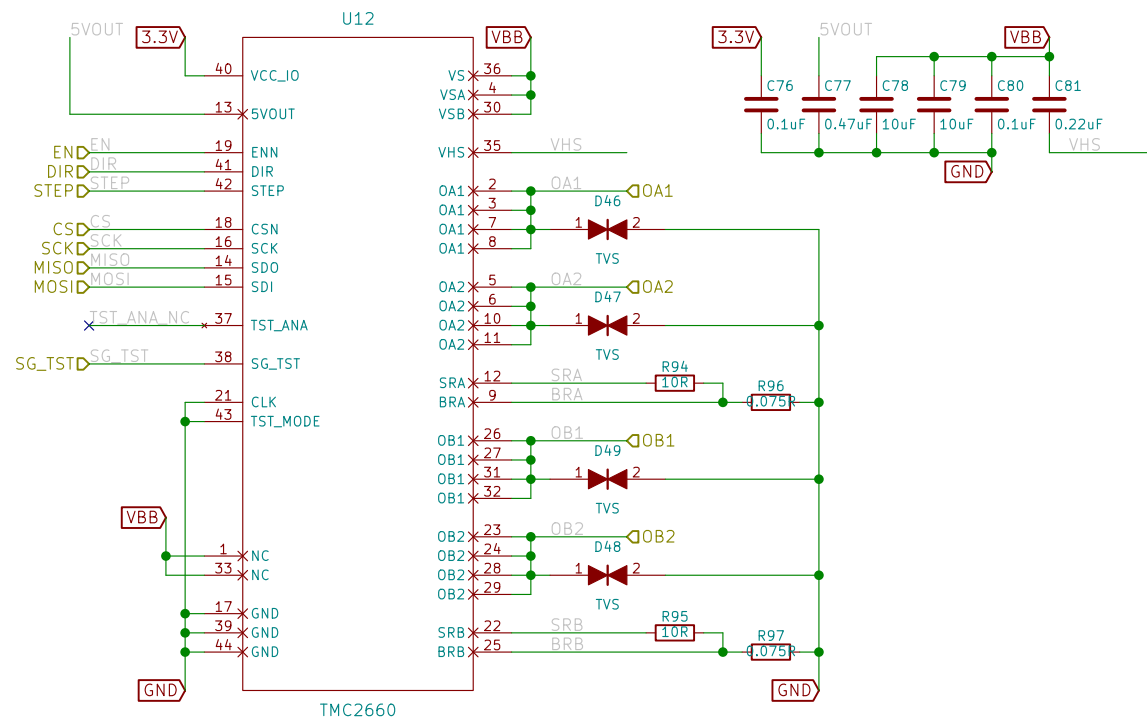 U12
5VOUT
3.3V
VBB
3.3V
5VOUT
VBB
40 VCC_IO
VS 36
13 5VOUT
VSA 4
VSB 30
C76 C77 C78 C79 C80 C81
0.1uF 0.47uF 10uF 10uF 0.1uF 0.22uF
EN EN 19 ENN
VHS 35 VHS
VHS
GND
DIR DIR 41 DIR
STEP STEP 42 STEP
OA1 2 OA1 OA1
OA1 3
D46
CS CS 18 CSN
OA1 7 1 2
SCK SCK 16 SCK
OA1 8
TVS
MISO MISO 14 SDO
MOSI MOSI 15 SDI
OA2 5 OA2 OA2
OA2 6
D47
TST_ANA_NC 37 TST_ANA
OA2 10 1 2
OA2 11
TVS
SG_TST SG_TST 38 SG_TST
SRA 12 SRA R94
10R
21 CLK
BRA 9 BRA R96
0.075R
43 TST_MODE
OB1 26 OB1 OB1
OB1 27
D49
OB1 31 1 2
OB1 32
TVS
VBB
OB2 23 OB2 OB2
1 NC
OB2 24
D48
33 NC
OB2 28 1 2
OB2 29
TVS
17 GND
39 GND
SRB 22 SRB R95
10R
44 GND
BRB 25 BRB R97
0.075R
GND
GND
TMC2660